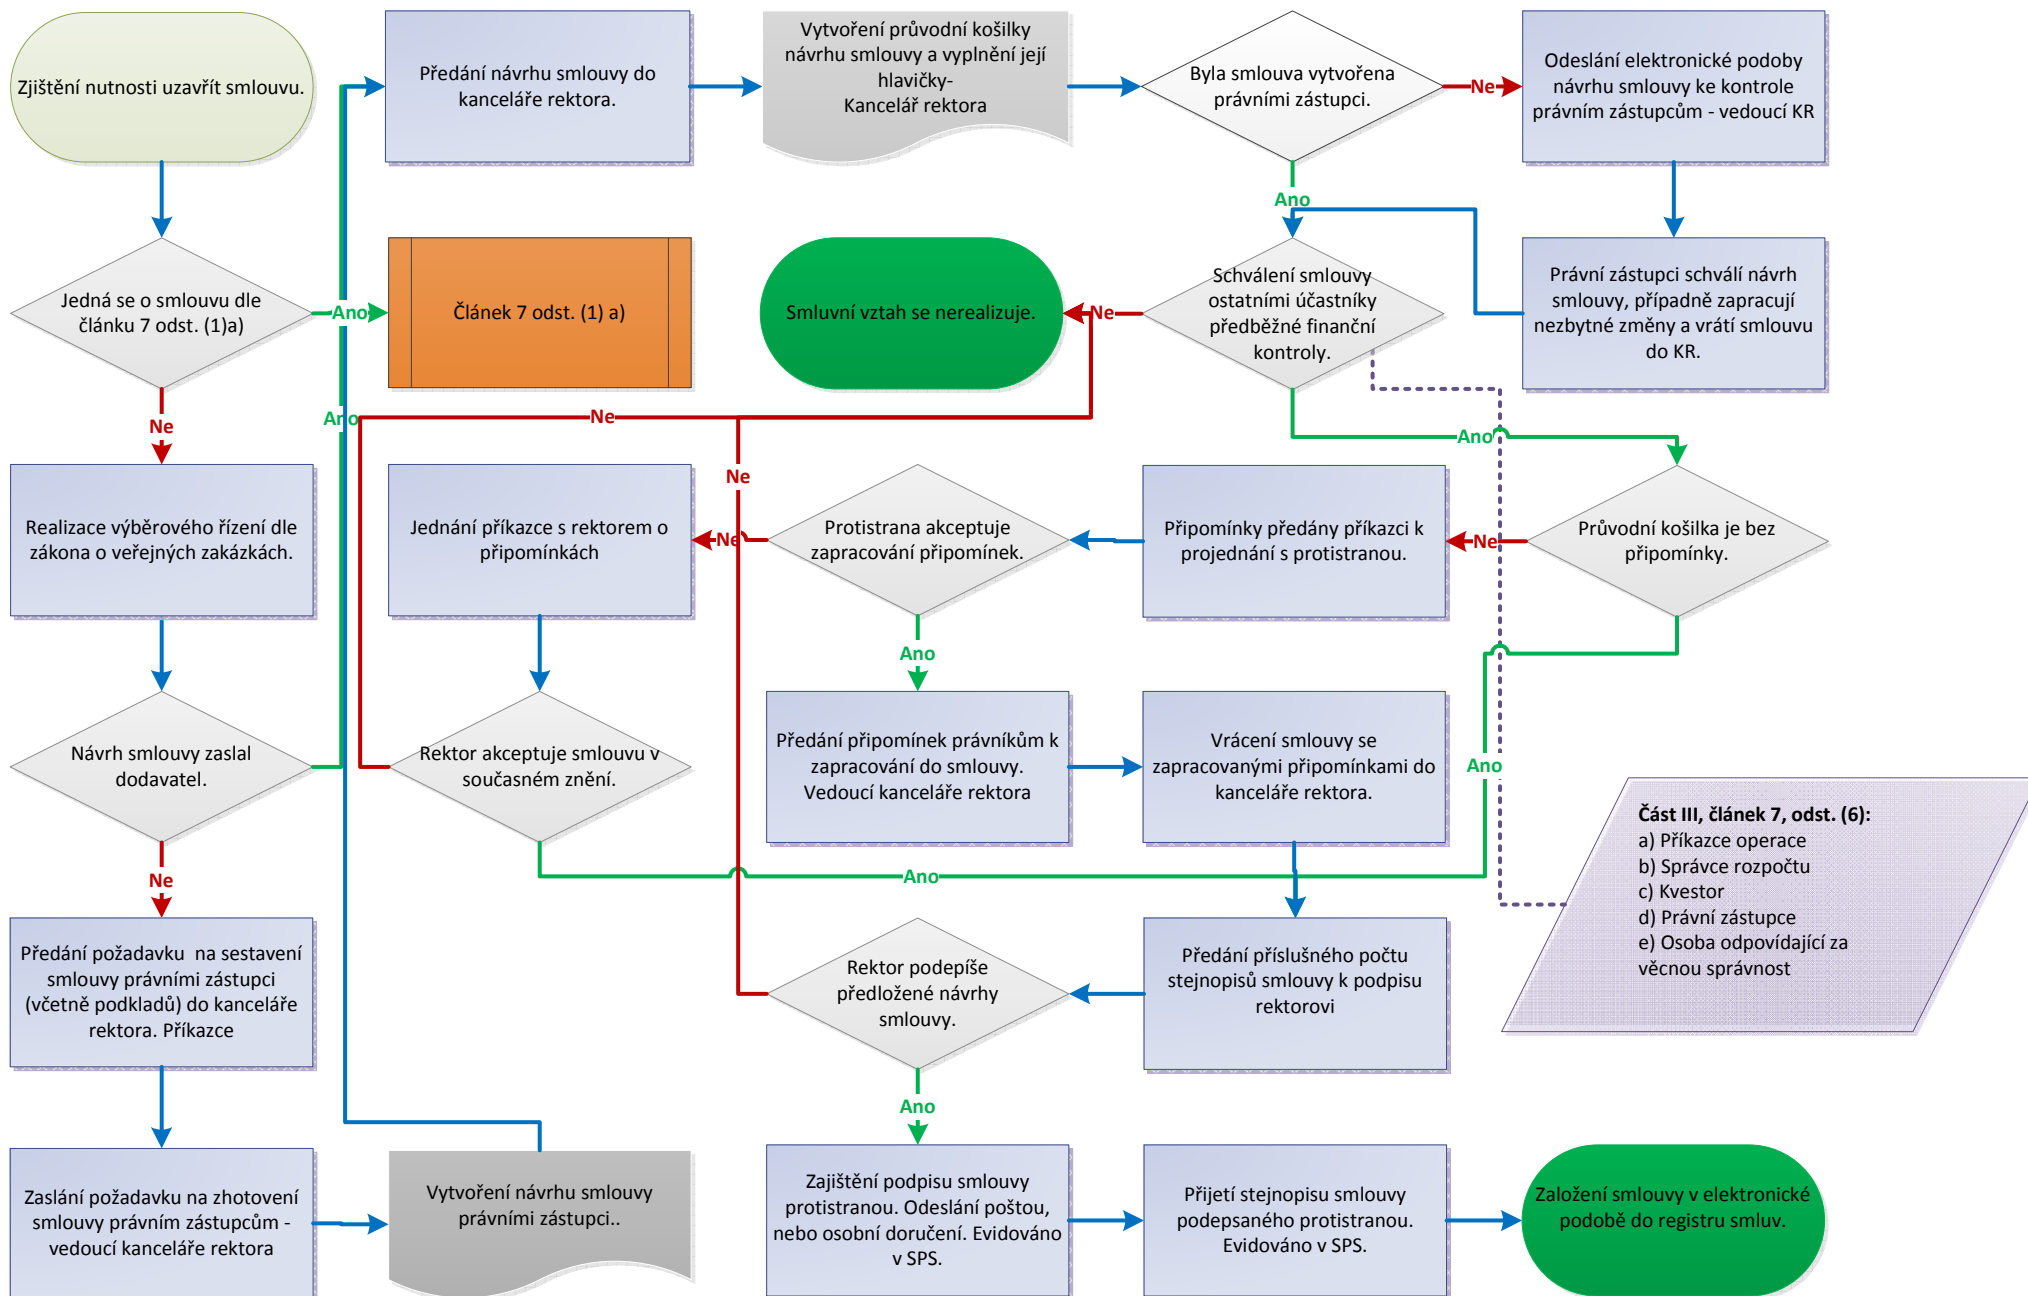 Zjištění nutnosti uzavřít smlouvu.
Předání návrhu smlouvy do
kanceláře rektora.
Vytvoření průvodní košilky
návrhu smlouvy a vyplnění její
hlavičky-
Kancelář rektora
Byla smlouva vytvořena
právními zástupci.
Ne
Odeslání elektronické podoby
návrhu smlouvy ke kontrole
právním zástupcům - vedoucí KR
Ano
Jedná se o smlouvu dle
článku 7 odst. (1)a)
Ano
Článek 7 odst. (1) a)
Smluvní vztah se nerealizuje.
Ne
Schválení smlouvy
ostatními účastníky
předběžné finanční
kontroly.
Právní zástupci schválí návrh
smlouvy, případně zapracují
nezbytné změny a vrátí smlouvu
do KR.
Ne
Ano
Ne
Ne
Ano
Realizace výběrového řízení dle
zákona o veřejných zakázkách.
Jednání příkazce s rektorem o
připomínkách
Ne
Protistrana akceptuje
zapracování připomínek.
Připomínky předány příkazci k
projednání s protistranou.
Ne
Průvodní košilka je bez
připomínky.
Ano
Návrh smlouvy zaslal
dodavatel.
Rektor akceptuje smlouvu v
současném znění.
Předání připomínek právníkům k
zapracování do smlouvy.
Vedoucí kanceláře rektora
Vrácení smlouvy se
zapracovanými připomínkami do
kanceláře rektora.
Ano
Ne
Ano
Část III, článek 7, odst. (6):
a) Příkazce operace
b) Správce rozpočtu
c) Kvestor
d) Právní zástupce
e) Osoba odpovídající za
věcnou správnost
Předání požadavku  na sestavení
smlouvy právními zástupci
(včetně podkladů) do kanceláře
rektora. Příkazce
Rektor podepíše
předložené návrhy
smlouvy.
Předání příslušného počtu
stejnopisů smlouvy k podpisu
rektorovi
Ano
Zaslání požadavku na zhotovení
smlouvy právním zástupcům -
vedoucí kanceláře rektora
Vytvoření návrhu smlouvy
právními zástupci..
Zajištění podpisu smlouvy
protistranou. Odeslání poštou,
nebo osobní doručení. Evidováno
v SPS.
Přijetí stejnopisu smlouvy
podepsaného protistranou.
Evidováno v SPS.
Založení smlouvy v elektronické
podobě do registru smluv.